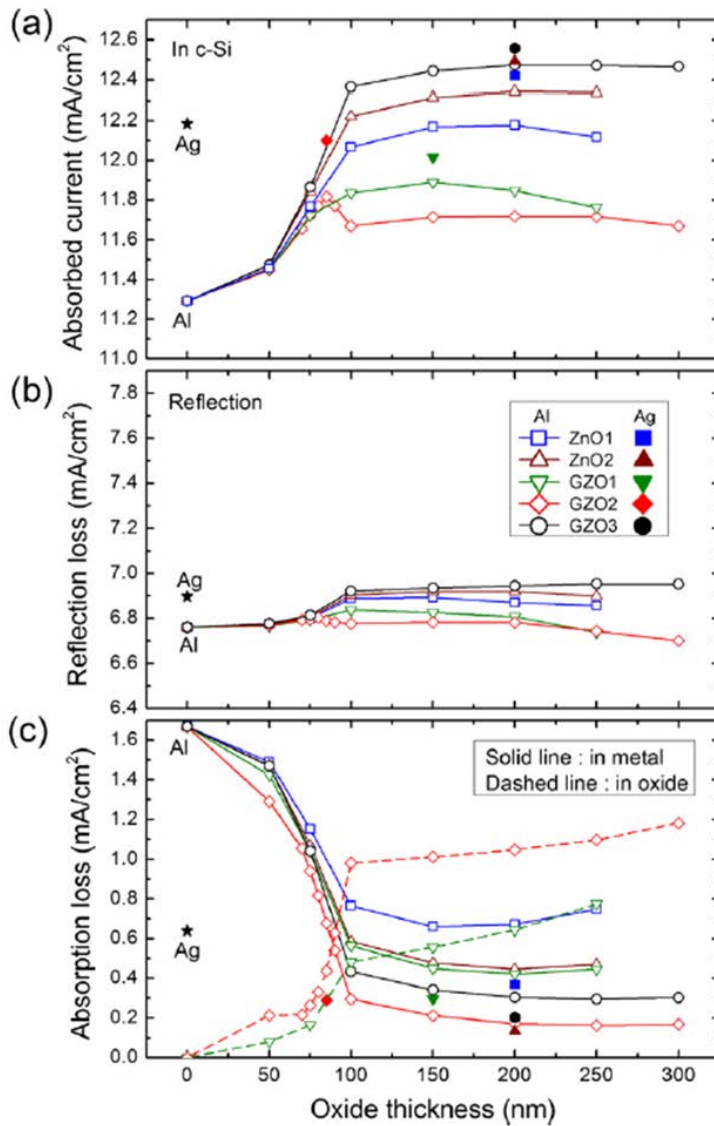 (a)
In c-Si
12.6
12.4
12.2
12.0
11.8
11.6
11.4
11.2
11.0
Absorbed current (mA/cm²)
Ag
Al
(b)
Reflection
7.8
7.6
7.4
7.2
7.0
6.8
6.6
6.4
Reflection loss (mA/cm²)
Al Ag
ZnO1
ZnO2
GZO1
GZO2
GZO3
Ag
Al
(c)
1.6
1.4
1.2
1.0
0.8
0.6
0.4
0.2
0.0
Absorption loss (mA/cm²)
Al
Solid line : in metal
Dashed line : in oxide
Ag
0 50 100 150 200 250 300
Oxide thickness (nm)